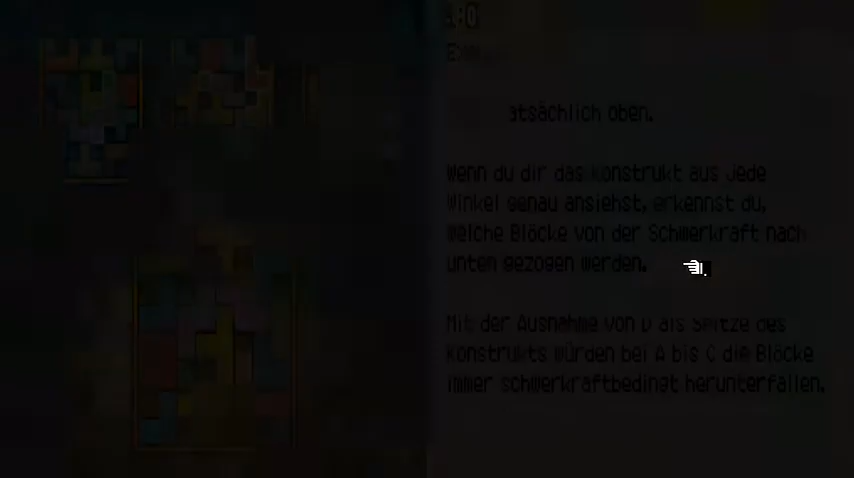 atsächlich oben.
Wenn du dir das Konstrukt aus jede
Winkel genau ansiehst, erkennst du,
welche Blöcke von der Schwerkraft nach
unten gezogen werden.
Mit der Ausnahme von D als Spitze des
Konstrukts würden bei A bis C die Blöcke
immer schwerkraftbedingt herunterfallen.